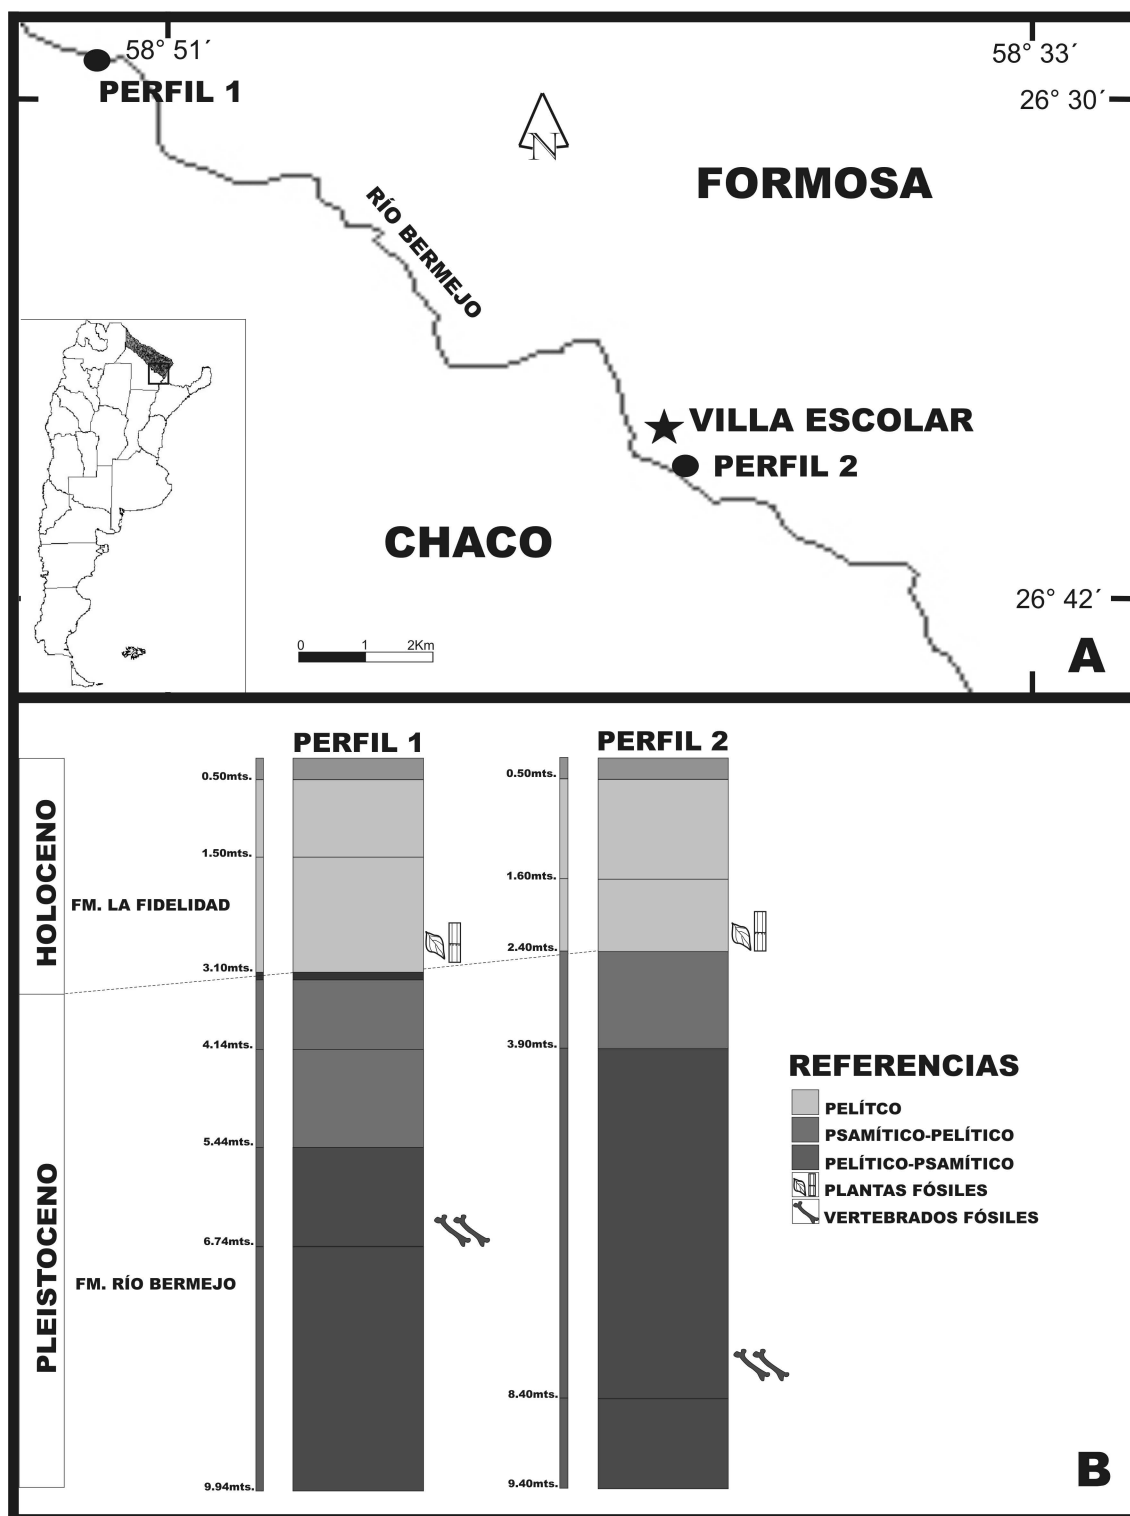 58° 51´
58° 33´
PERFIL 1
26° 30´
N
FORMOSA
RÍO BERMEJO
VILLA ESCOLAR
PERFIL 2
CHACO
26° 42´
0 1 2Km
A
PERFIL 1
PERFIL 2
HOLOCENO
PLEISTOCENO
FM. LA FIDELIDAD
FM. RÍO BERMEJO
0.50mts.
1.50mts.
3.10mts.
4.14mts.
5.44mts.
6.74mts.
9.94mts.
0.50mts.
1.60mts.
2.40mts.
3.90mts.
8.40mts.
9.40mts.
REFERENCIAS
PELÍTCO
PSAMÍTICO-PELÍTICO
PELÍTICO-PSAMÍTICO
PLANTAS FÓSILES
VERTEBRADOS FÓSILES
B